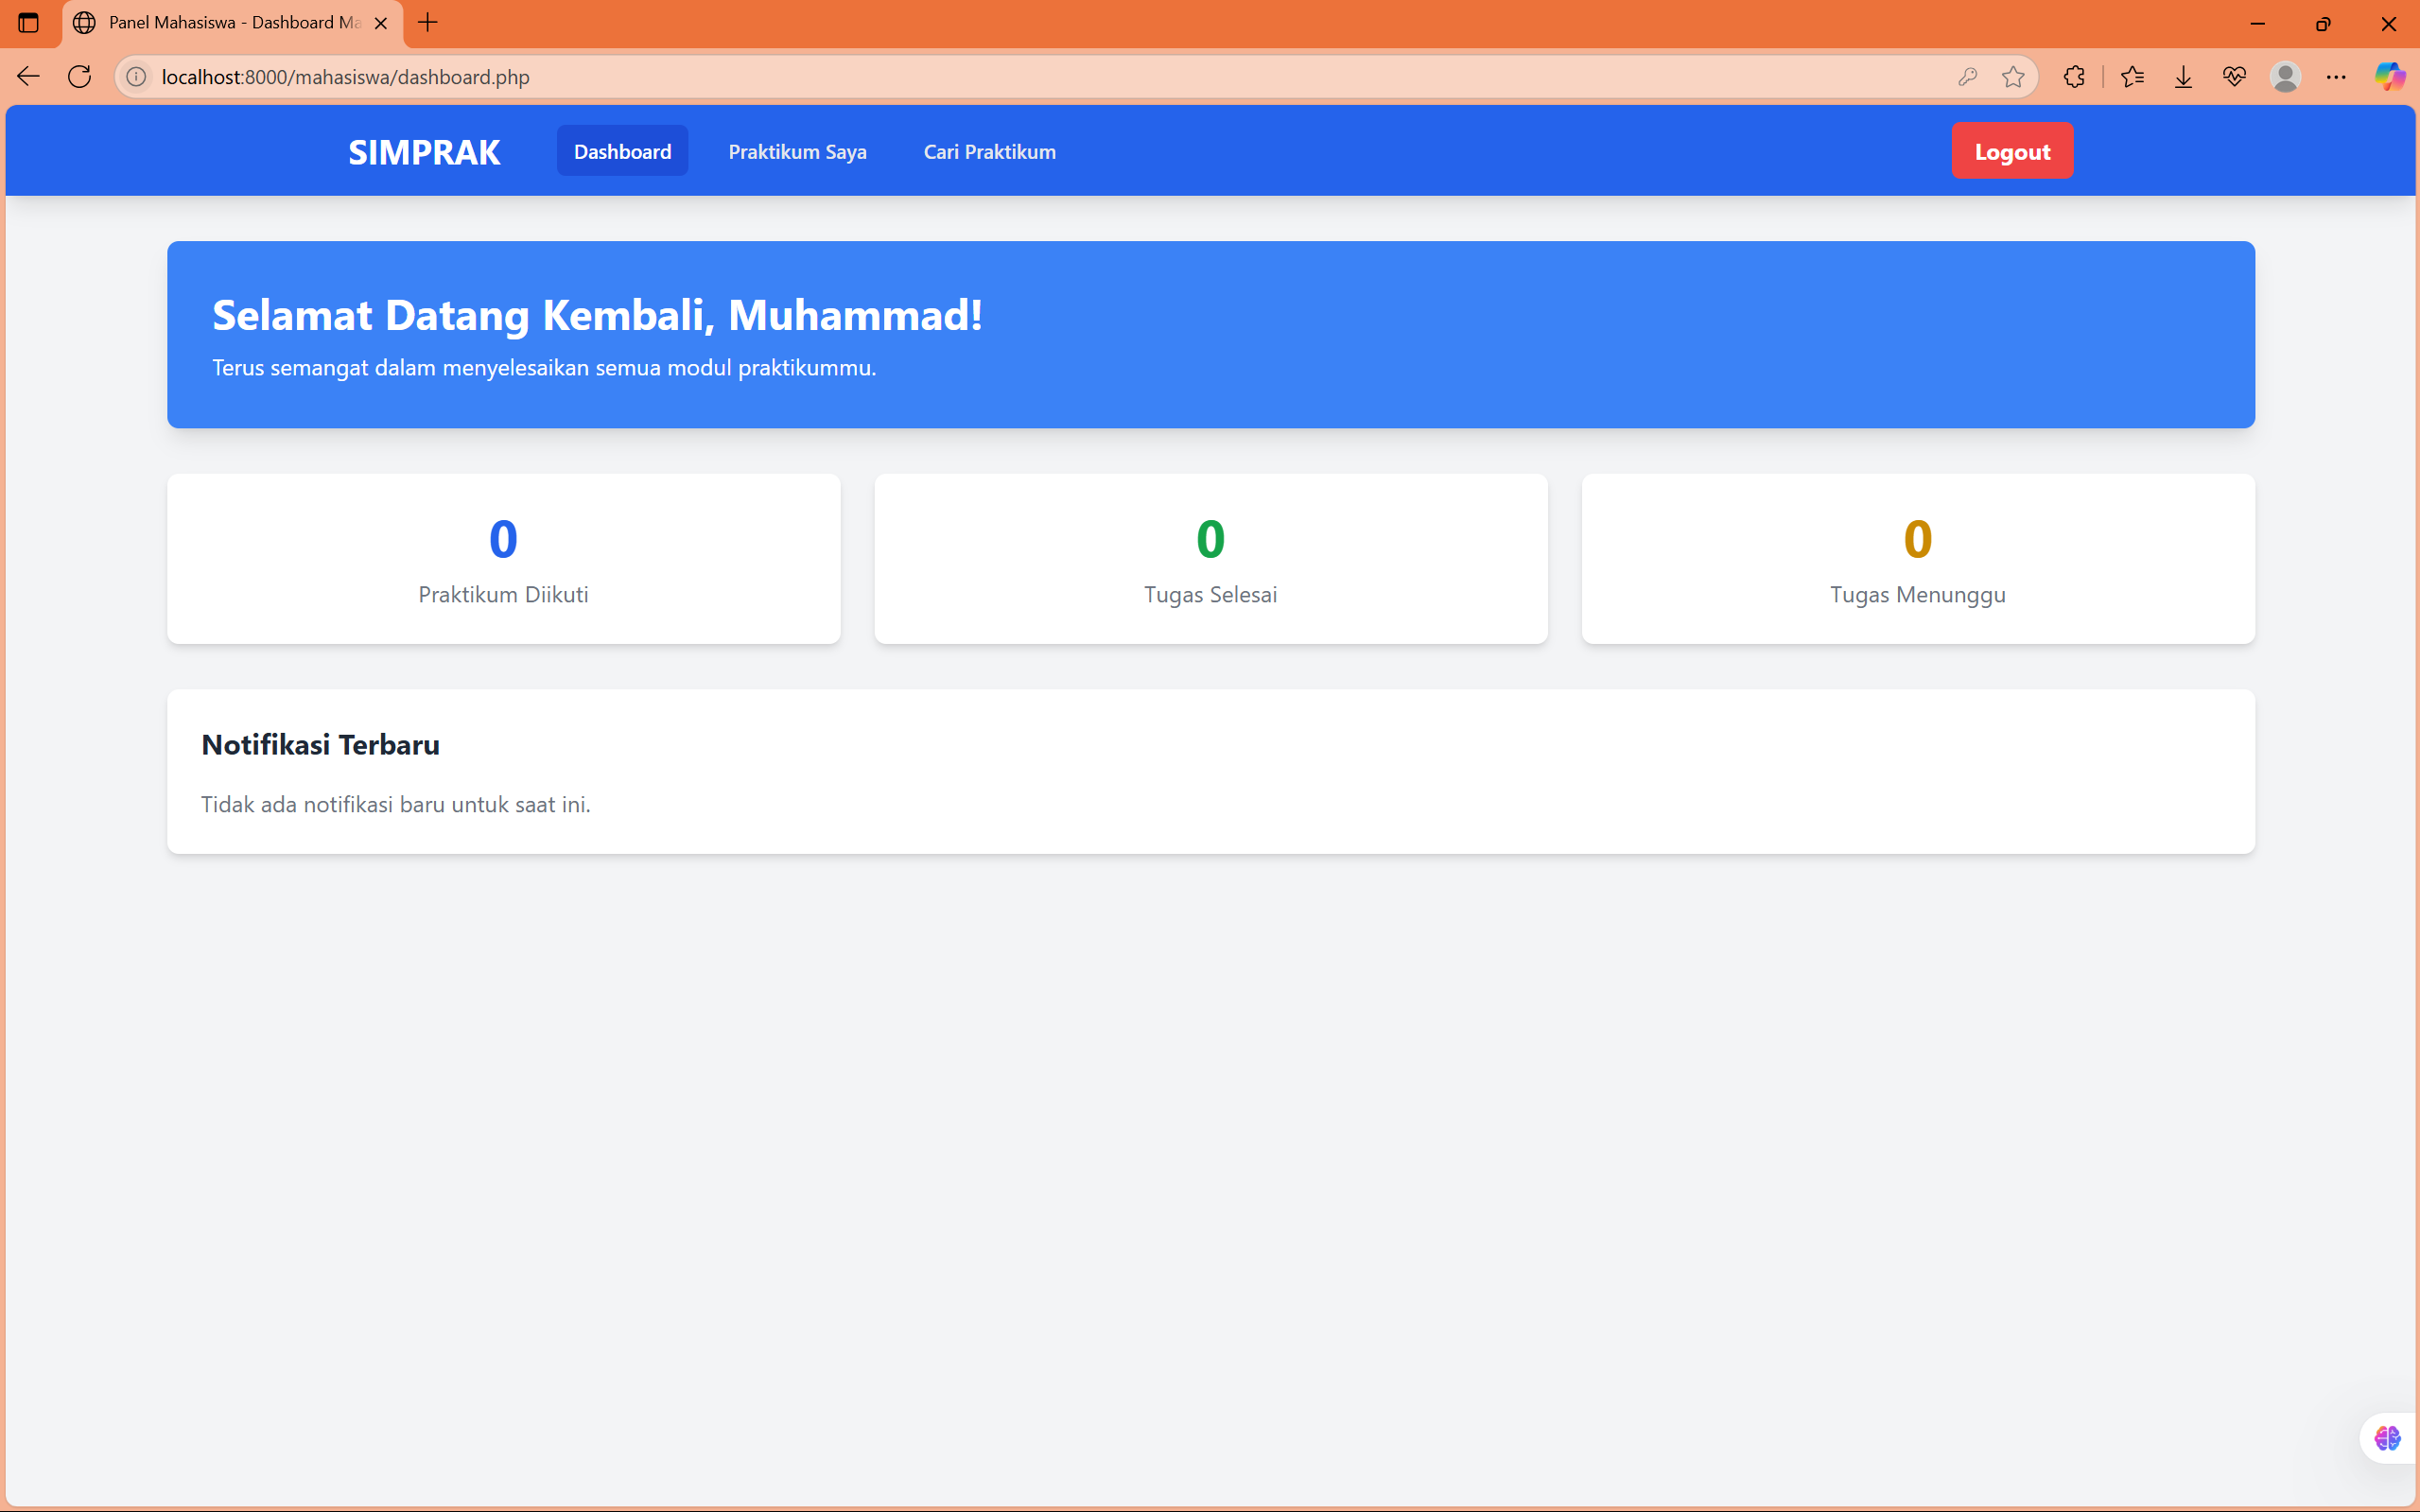 Panel Mahasiswa - Dashboard Ma
localhost:8000/mahasiswa/dashboard.php
SIMPRAK
Dashboard
Praktikum Saya
Cari Praktikum
Logout
Selamat Datang Kembali, Muhammad!
Terus semangat dalam menyelesaikan semua modul praktikummu.
0
Praktikum Diikuti
0
Tugas Selesai
0
Tugas Menunggu
Notifikasi Terbaru
Tidak ada notifikasi baru untuk saat ini.